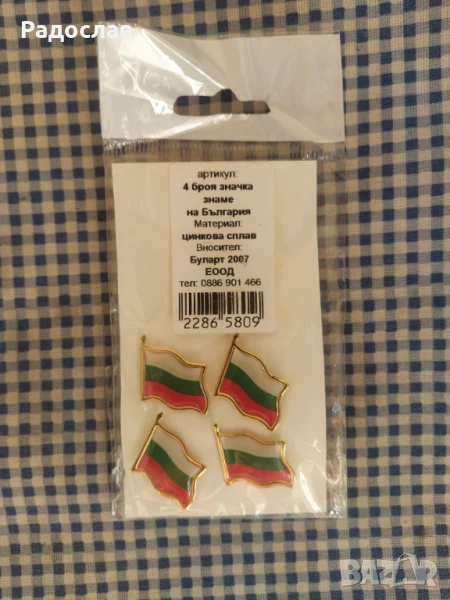 Радослав
артикул:
4 броя значка
знаме
на България
Материал:
цинкова сплав
Вносител:
Буларт 2007
ЕООД
тел: 0886 901 466
2286 5809
BAZAR